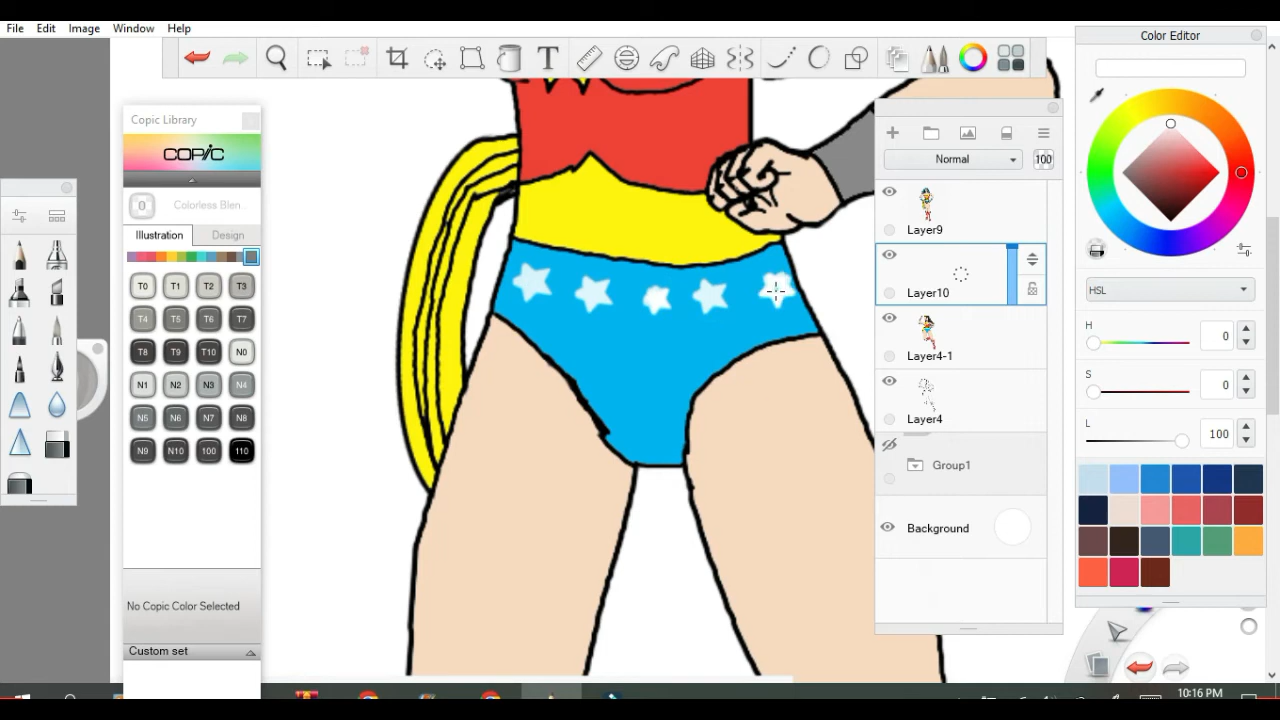 File Edit Image Window Help
Color Editor
Copic Library
COPIC
0 Colorless Blen...
Illustration Design
T0 T1 T2 T3
T4 T5 T6 T7
T8 T9 T10 N0
N1 N2 N3 N4
N5 N6 N7 N8
N9 N10 100 110
No Copic Color Selected
Custom set
Normal 100
Layer9
Layer10
Layer4-1
Layer4
Group1
Background
HSL
H 0
S 0
L 100
10:16 PM